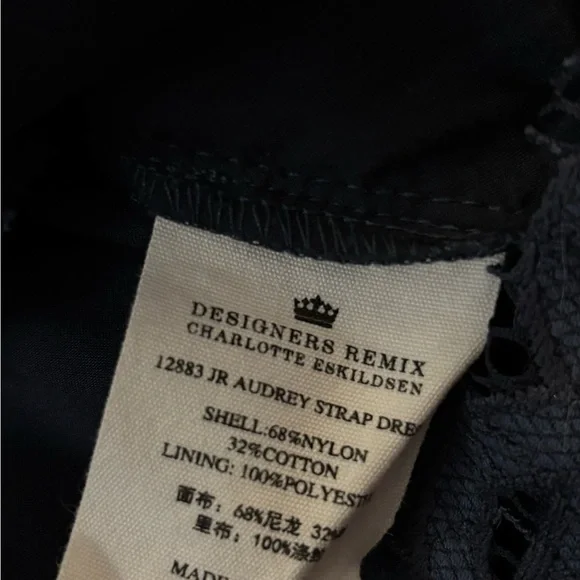 DESIGNERS REMIX
CHARLOTTE ESKILDSEN
12883 JR AUDREY STRAP DRE
SHELL:68%NYLON
32%COTTON
LINING: 100%POLYEST
面布: 68%尼龙 32%
里布: 100%涤
MADE